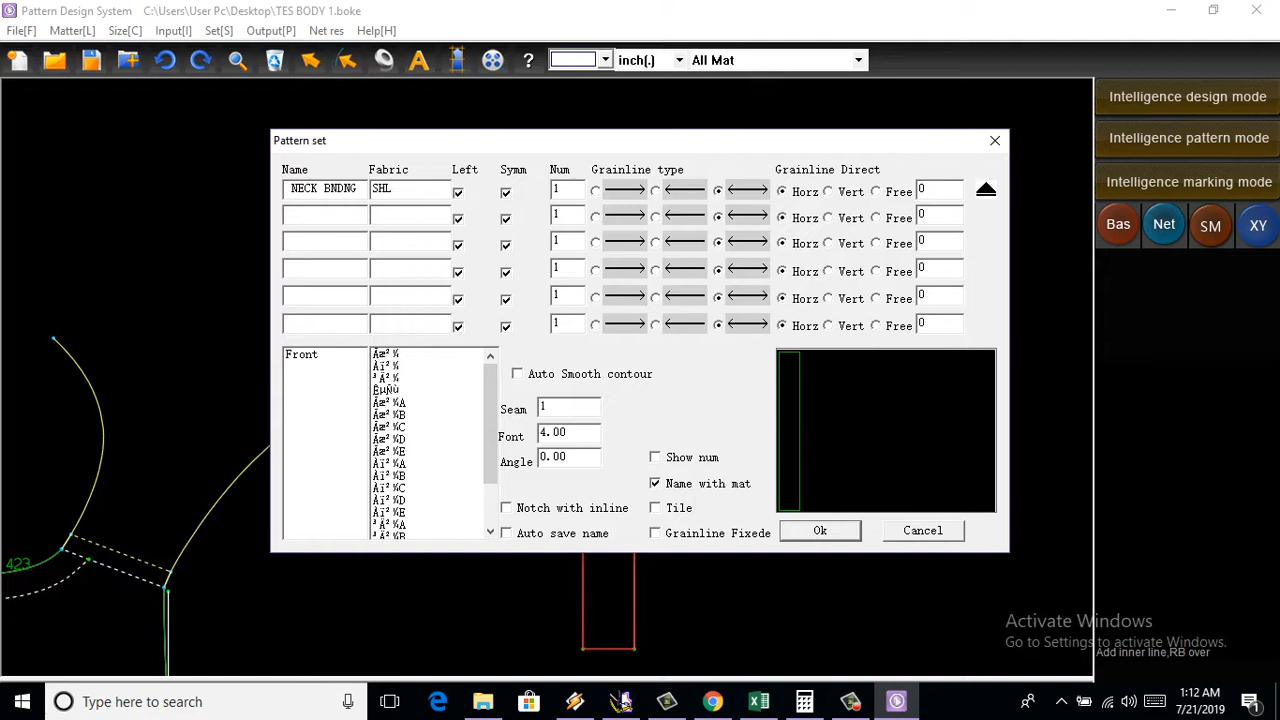 Pattern Design System C:\Users\User Pc\Desktop\TES BODY 1.boke
File[F] Matter[L] Size[C] Input[I] Set[S] Output[P] Net res Help[H]
inch(.) All Mat
Intelligence design mode
Intelligence pattern mode
Intelligence marking mode
Bas Net SM XY
Pattern set
Name Fabric Left Symm Num Grainline type Grainline Direct
NECK BNDNG SHL 1 Horz Vert Free 0
1 Horz Vert Free 0
1 Horz Vert Free 0
1 Horz Vert Free 0
1 Horz Vert Free 0
1 Horz Vert Free 0
Front
Auto Smooth contour
Seam 1
Font 4.00
Angle 0.00
Show num
Name with mat
Notch with inline Tile
Auto save name Grainline Fixede
Ok Cancel
423
Activate Windows
Go to Settings to activate Windows.
Add inner line,RB over
Type here to search
1:12 AM
7/21/2019
1